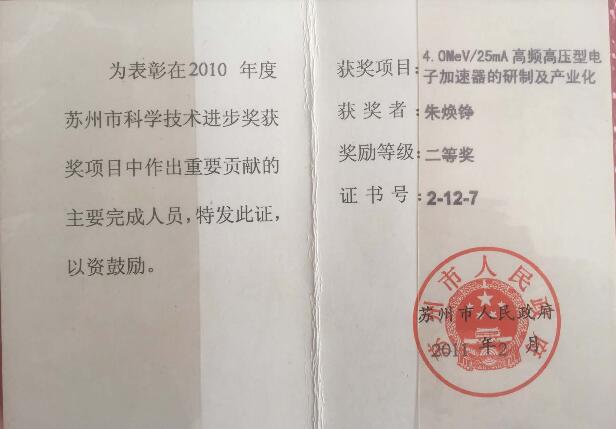 为表彰在2010 年度
苏州市科学技术进步奖获
奖项目中作出重要贡献的
主要完成人员，特发此证，
以资鼓励。
获奖项目：4.0MeV/25mA 高频高压型电
子加速器的研制及产业化
获奖者：朱焕铮
奖励等级：二等奖
证书号：2-12-7
苏州市人民政府
苏州市人民政府
2011 年 2 月